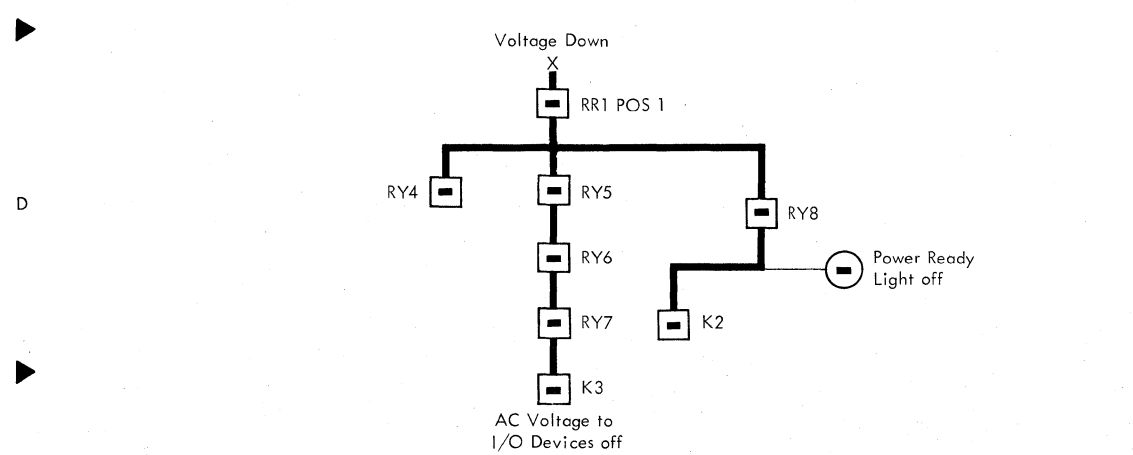 Voltage Down
X
RR1 POS 1
RY4
RY5
D
RY8
RY6
Power Ready
Light off
RY7
K2
K3
AC Voltage to
I/O Devices off